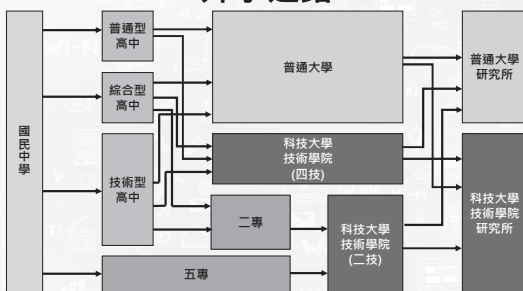 國
民
中
學
普通型
高中
綜合型
高中
技術型
高中
五專
二專
普通大學
科技大學
技術學院
(四技)
科技大學
技術學院
(二技)
普通大學
研究所
科技大學
技術學院
研究所